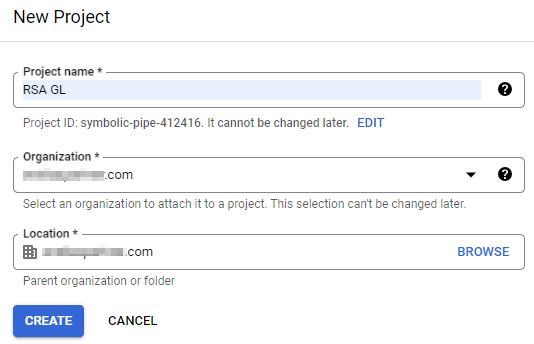 New Project
Project name *
RSA GL
Project ID: symbolic-pipe-412416. It cannot be changed later. EDIT
Organization *
.com
Select an organization to attach it to a project. This selection can't be changed later.
Location *
.com BROWSE
Parent organization or folder
CREATE CANCEL